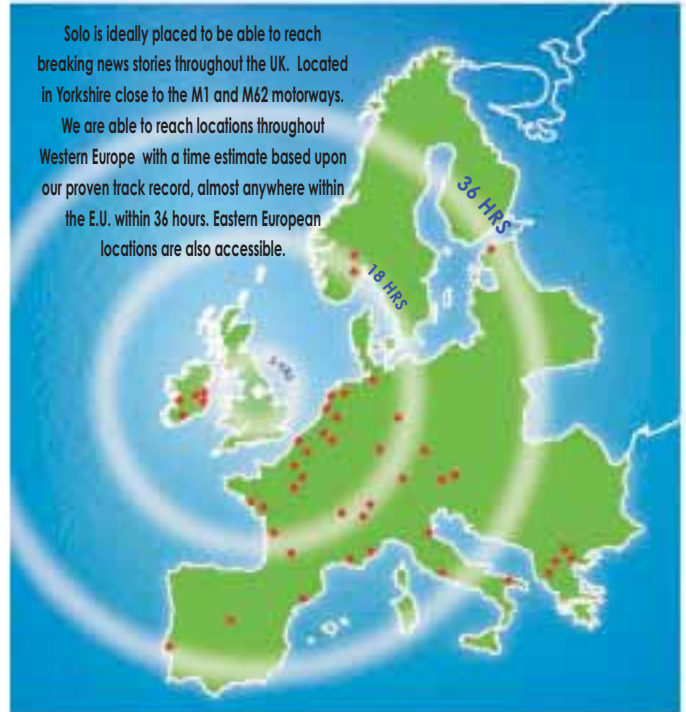 Solo is ideally placed to be able to reach
breaking news stories throughout the UK. Located
in Yorkshire close to the M1 and M62 motorways.
We are able to reach locations throughout
Western Europe with a time estimate based upon
our proven track record, almost anywhere within
the E.U. within 36 hours. Eastern European
locations are also accessible.
36 HRS
18 HRS